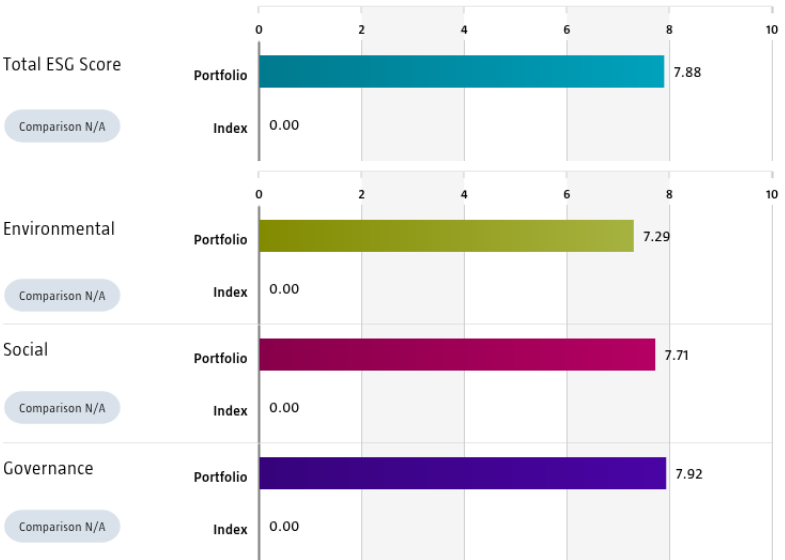 0 2 4 6 8 10
Total ESG Score
Portfolio 7.88
Comparison N/A
Index 0.00
0 2 4 6 8 10
Environmental
Portfolio 7.29
Comparison N/A
Index 0.00
Social
Portfolio 7.71
Comparison N/A
Index 0.00
Governance
Portfolio 7.92
Comparison N/A
Index 0.00